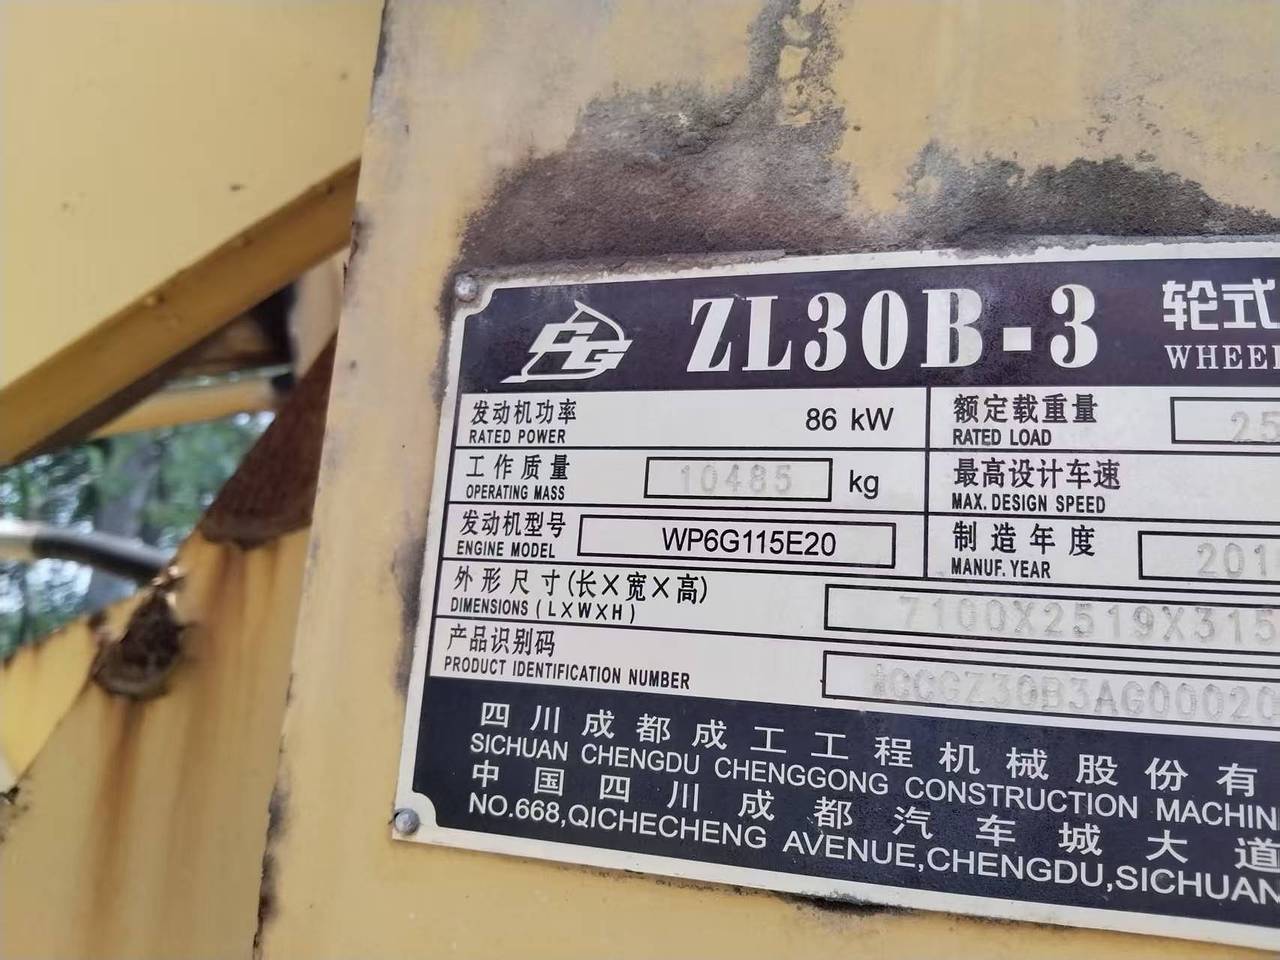 CG ZL30B-3 轮式
WHEEL
发动机功率 86 kW 额定载重量 25
RATED POWER RATED LOAD
工作质量 10485 kg 最高设计车速
OPERATING MASS MAX. DESIGN SPEED
发动机型号 WP6G115E20 制造年度 201
ENGINE MODEL MANUF. YEAR
外形尺寸(长×宽×高) 7100X2519X315
DIMENSIONS (L×W×H)
产品识别码
PRODUCT IDENTIFICATION NUMBER CCGZ30B3AG00020
四川成都成工工程机械股份有
SICHUAN CHENGDU CHENGGONG CONSTRUCTION MACHIN
中国四川成都汽车城大道
NO.668,QICHECHENG AVENUE,CHENGDU,SICHUAN